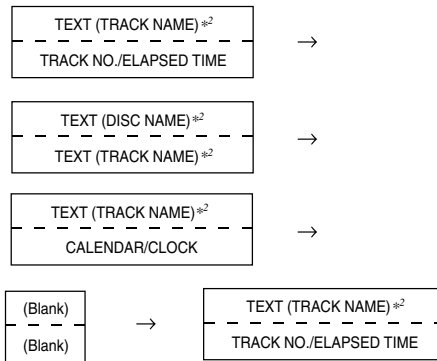 TEXT (TRACK NAME) *2
TRACK NO./ELAPSED TIME
→
TEXT (DISC NAME) *2
TEXT (TRACK NAME) *2
→
TEXT (TRACK NAME) *2
CALENDAR/CLOCK
→
(Blank)
(Blank)
→
TEXT (TRACK NAME) *2
TRACK NO./ELAPSED TIME